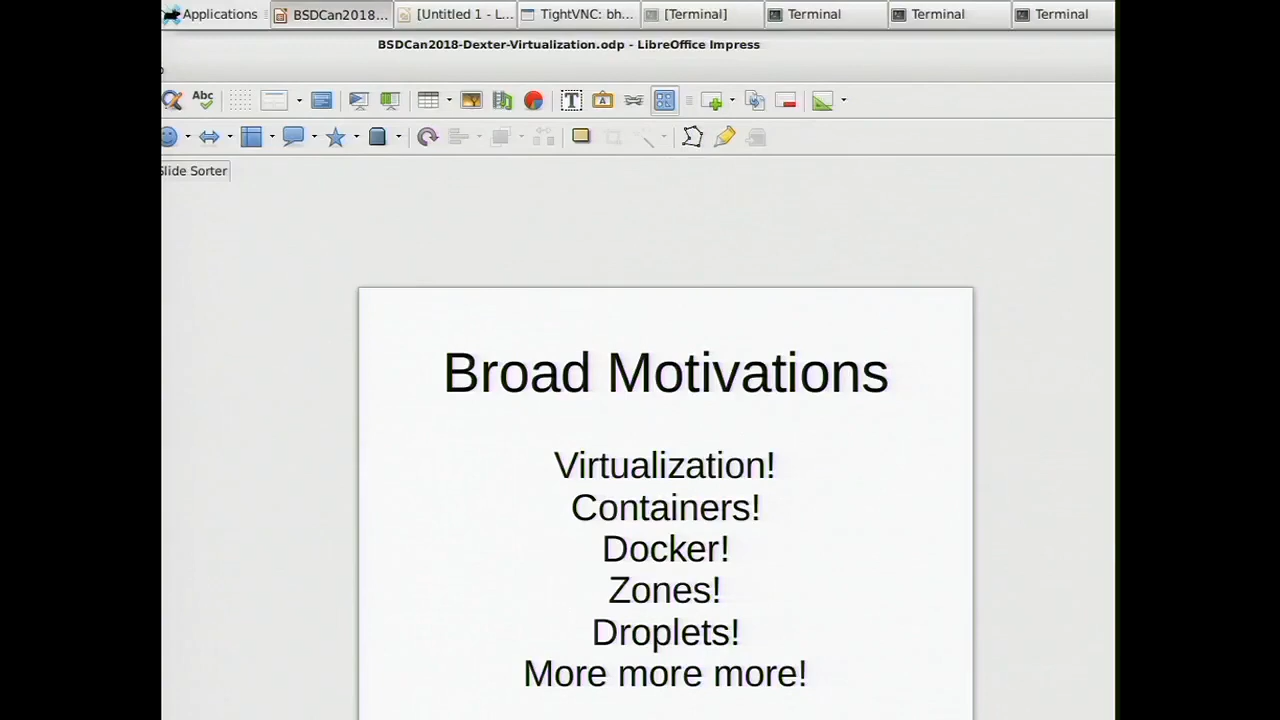 Applications
BSDCan2018...
[Untitled 1 - L...
TightVNC: bh...
[Terminal]
Terminal
Terminal
Terminal
BSDCan2018-Dexter-Virtualization.odp - LibreOffice Impress
Abc
Slide Sorter
Broad Motivations
Virtualization!
Containers!
Docker!
Zones!
Droplets!
More more more!